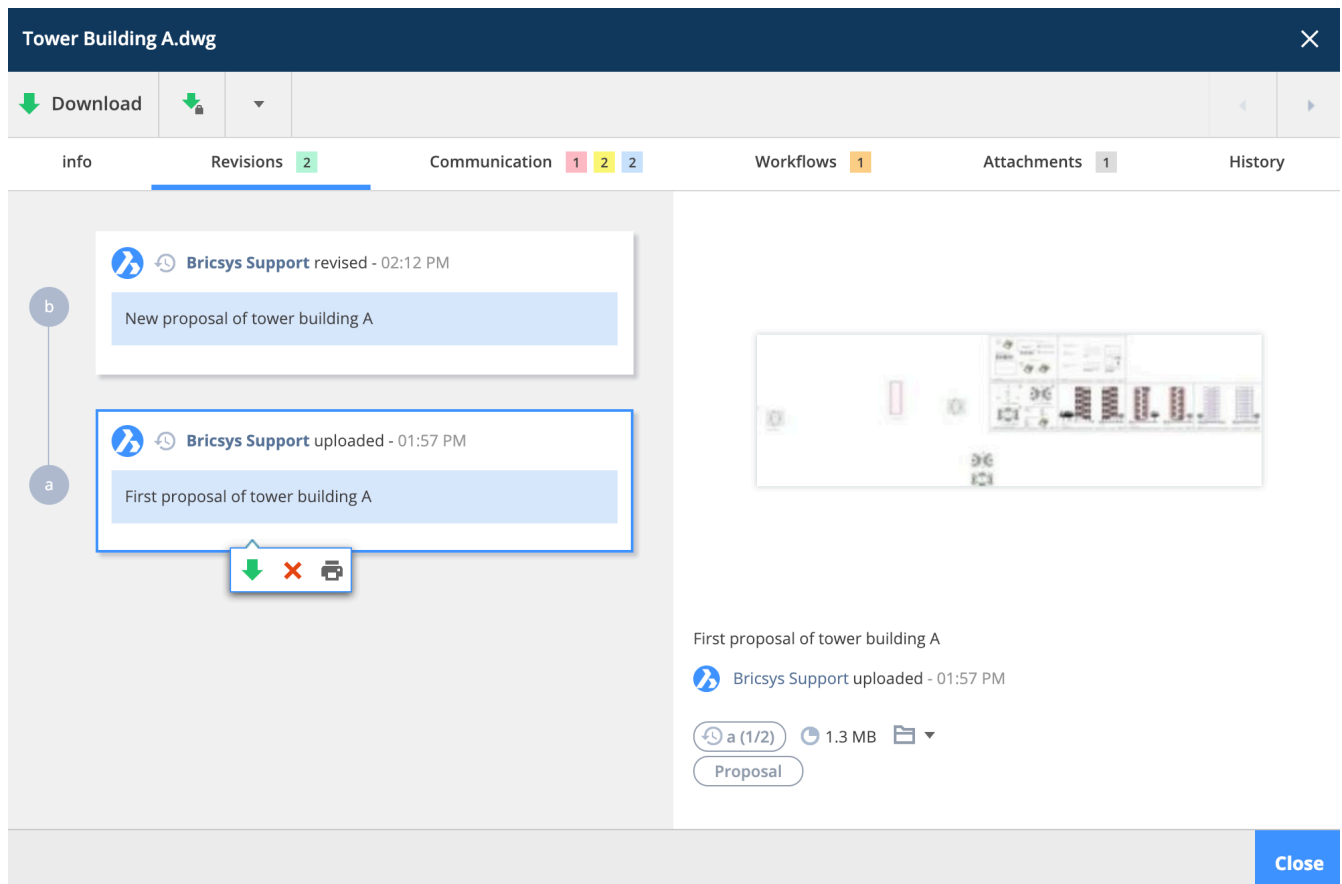 Tower Building A.dwg
Download
info Revisions 2 Communication 1 2 2 Workflows 1 Attachments 1 History
Bricsys Support revised - 02:12 PM
b
New proposal of tower building A
Bricsys Support uploaded - 01:57 PM
a
First proposal of tower building A
First proposal of tower building A
Bricsys Support uploaded - 01:57 PM
a (1/2) 1.3 MB
Proposal
Close